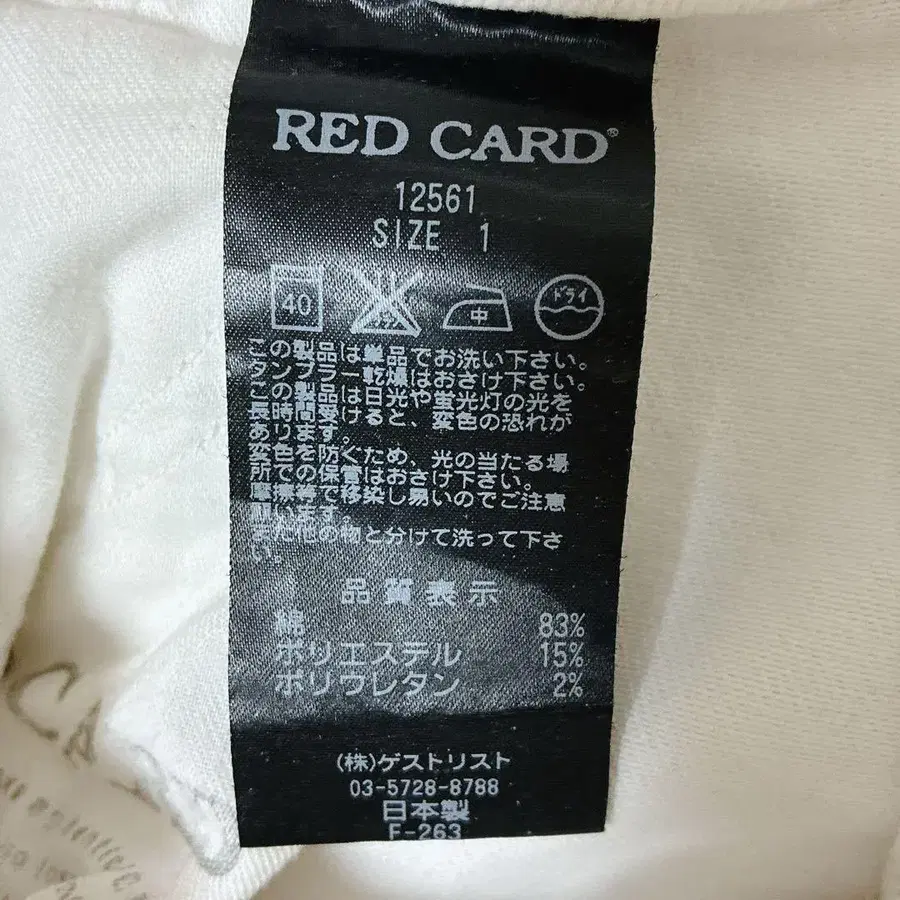 RED CARD®
12561
SIZE 1
40
中
ドライ
この製品は単品でお洗い下さい。
タンブラー乾燥はおさけ下さい。
この製品は日光や蛍光灯の光を
長時間受けると、変色の恐れが
あります。
変色を防ぐため、光の当たる場
所での保管はおさけ下さい。
摩擦等で移染し易いのでご注意
願います。
また他の物と分けて洗って下さ
い。
品質表示
綿 83%
ポリエステル 15%
ポリウレタン 2%
(株)ゲストリスト
03-5728-8788
日本製
F-263